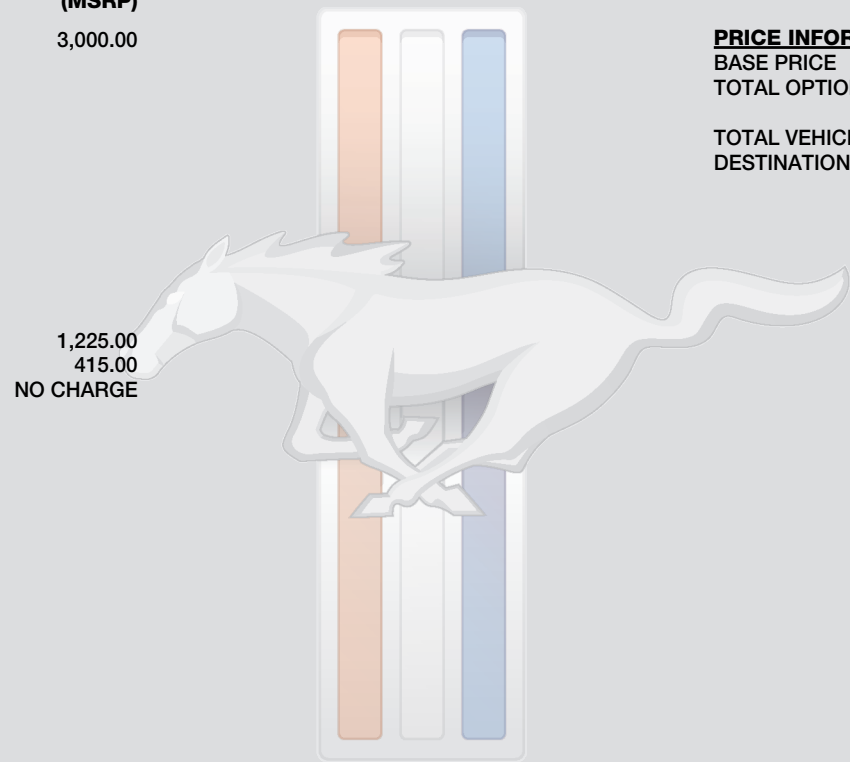 (MSRP)
3,000.00
1,225.00
415.00
NO CHARGE
PRICE INFOR
BASE PRICE
TOTAL OPTIO
TOTAL VEHICL
DESTINATION